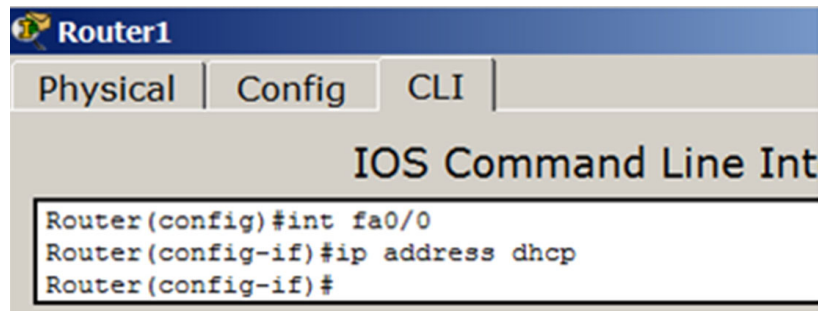 Router1
Physical Config CLI
IOS Command Line Int
Router(config)#int fa0/0
Router(config-if)#ip address dhcp
Router(config-if)#